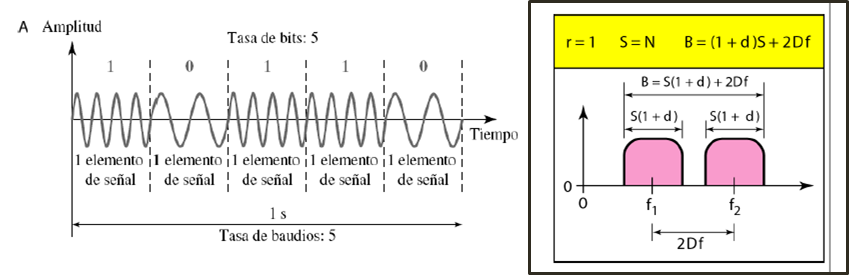 A Amplitud
Tasa de bits: 5
1 0 1 1 0
Tiempo
1 elemento 1 elemento 1 elemento 1 elemento 1 elemento
de señal de señal de señal de señal de señal
1 s
Tasa de baudios: 5
r = 1 S = N B = (1 + d)S + 2Df
B = S(1 + d) + 2Df
S(1 + d) S(1 + d)
0
0 f₁ f₂
2Df